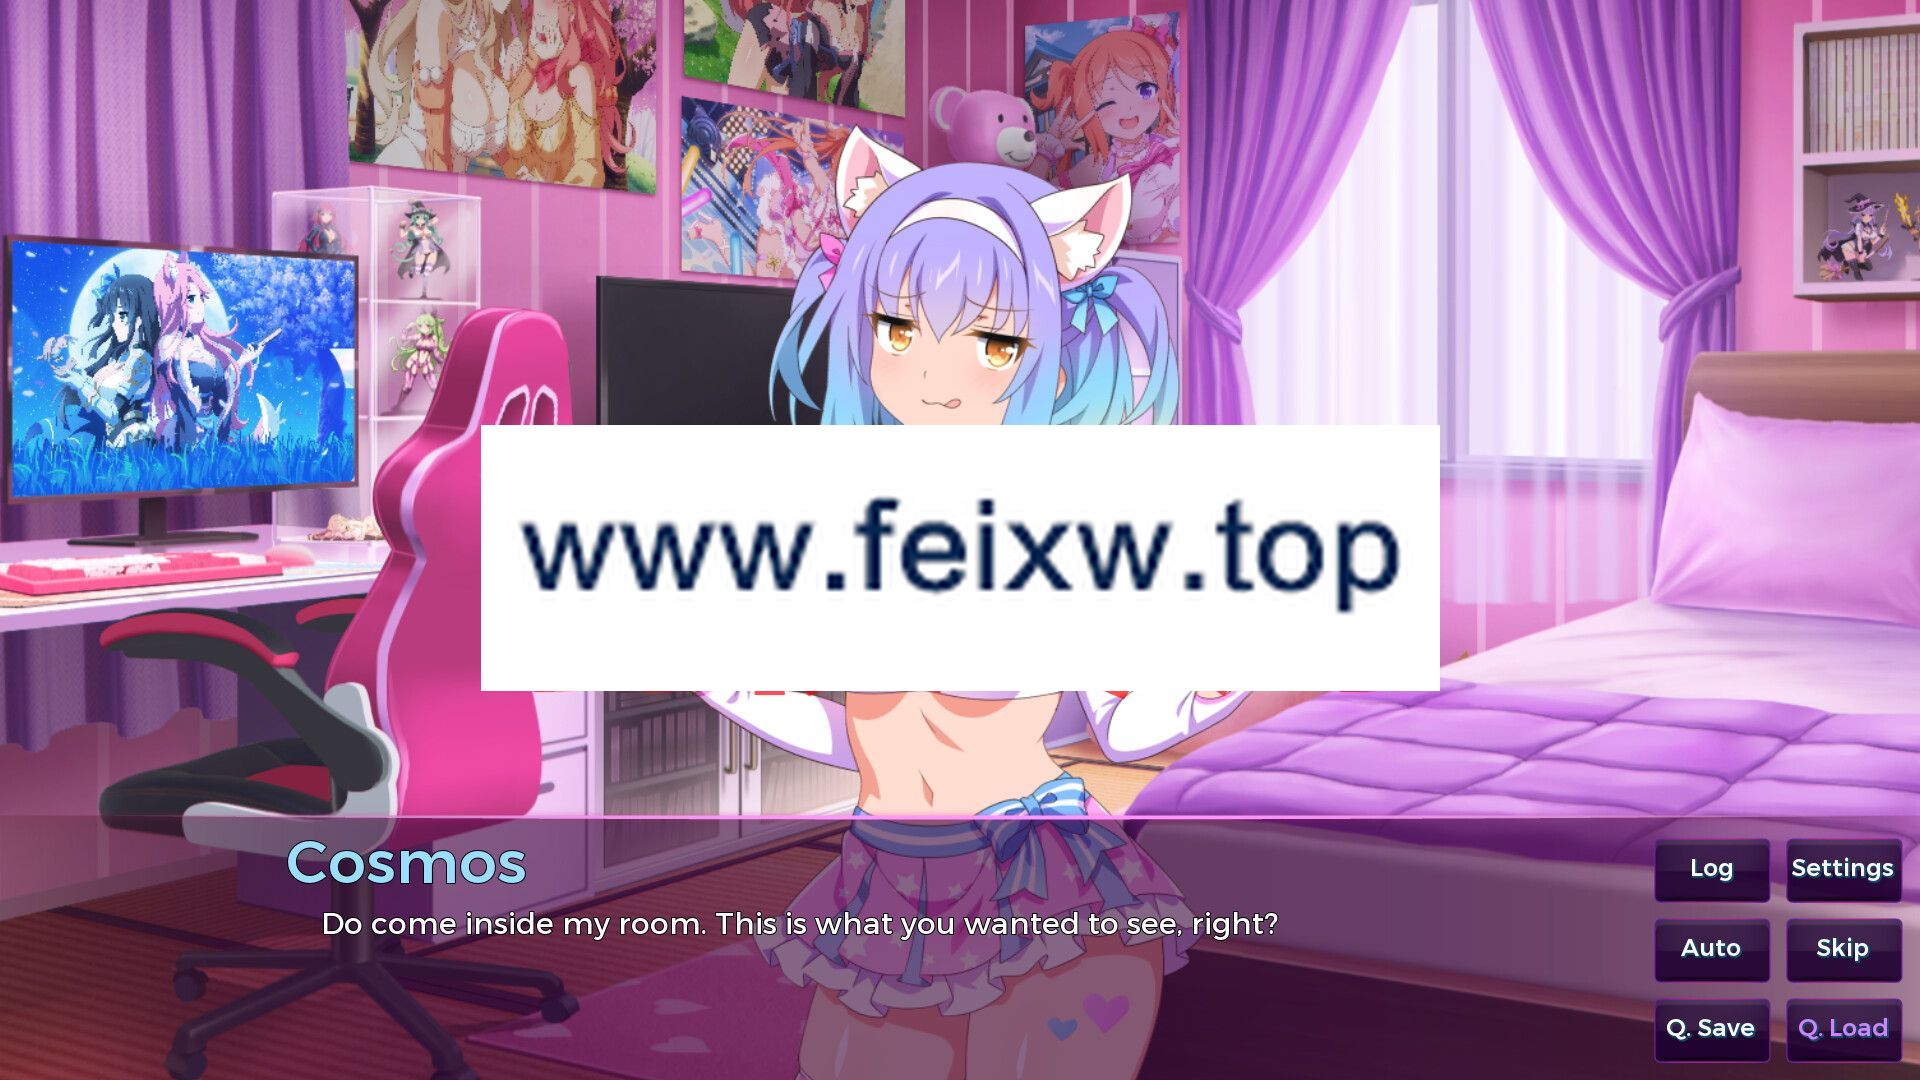 www.feixw.top
Cosmos
Do come inside my room. This is what you wanted to see, right?
Log
Settings
Auto
Skip
Q. Save
Q. Load